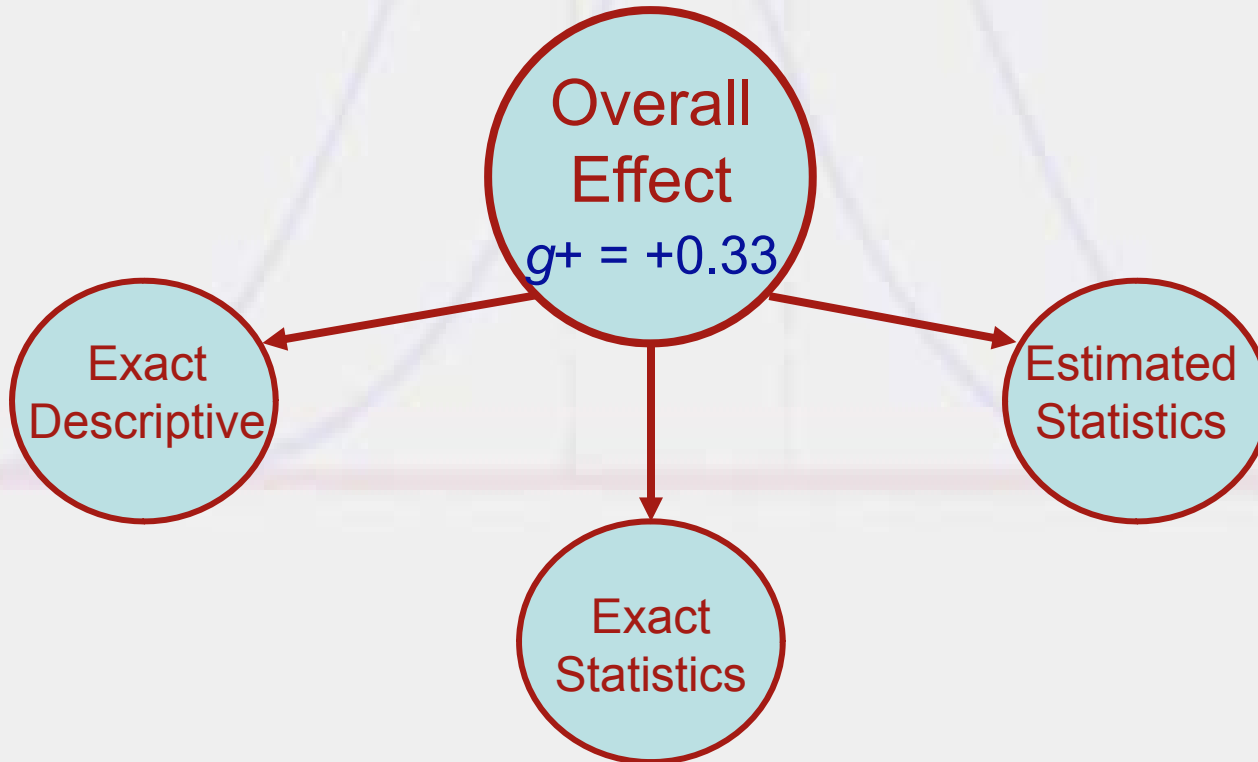 Overall
Effect
g+ = +0.33
Exact
Descriptive
Estimated
Statistics
Exact
Statistics